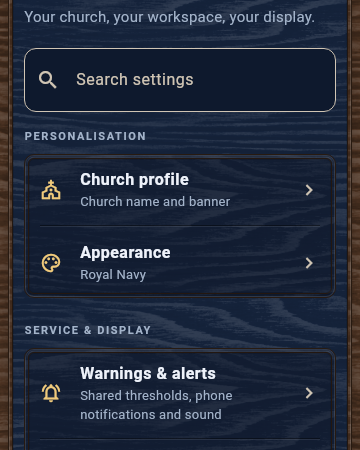 Your church, your workspace, your display.
Search settings
PERSONALISATION
Church profile
Church name and banner
Appearance
Royal Navy
SERVICE & DISPLAY
Warnings & alerts
Shared thresholds, phone
notifications and sound